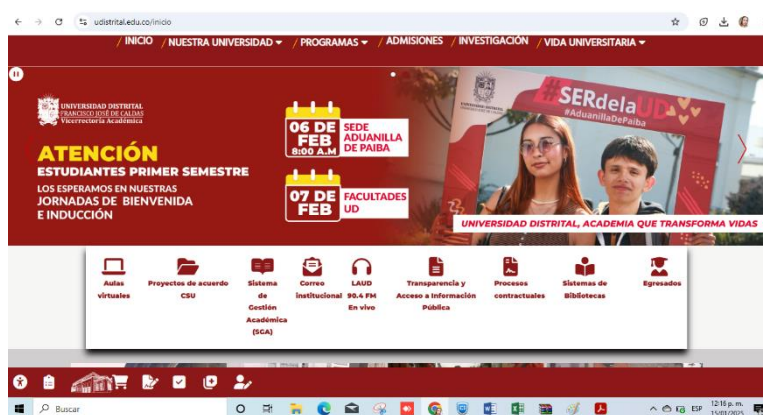 udistrital.edu.co/inicio
/ INICIO / NUESTRA UNIVERSIDAD / PROGRAMAS / ADMISIONES / INVESTIGACIÓN / VIDA UNIVERSITARIA
UNIVERSIDAD DISTRITAL
FRANCISCO JOSÉ DE CALDAS
Vicerrectoría Académica
ATENCIÓN
ESTUDIANTES PRIMER SEMESTRE
LOS ESPERAMOS EN NUESTRAS
JORNADAS DE BIENVENIDA
E INDUCCIÓN
06 DE
FEB
8:00 A.M
SEDE
ADUANILLA
DE PAIBA
07 DE
FEB
FACULTADES
UD
#SERdelaUD
#AduanillaDePaiba
UNIVERSIDAD DISTRITAL, ACADEMIA QUE TRANSFORMA VIDAS
Aulas
virtuales
Proyectos de acuerdo
CSU
Sistema
de
Gestión
Académica
(SGA)
Correo
institucional
LAUD
90.4 FM
En vivo
Transparencia y
Acceso a Información
Pública
Procesos
contractuales
Sistemas de
Bibliotecas
Egresados
Buscar
ESP
12:16 p. m.
15/01/2025